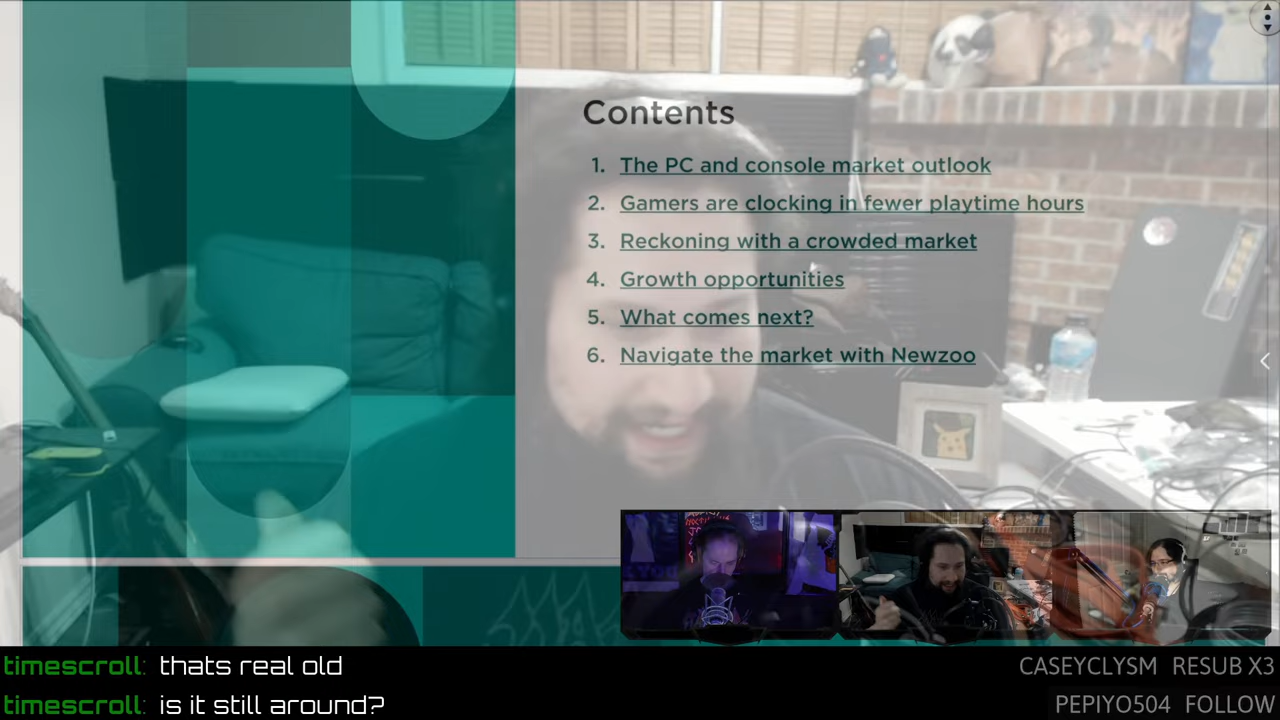 Contents
1. The PC and console market outlook
2. Gamers are clocking in fewer playtime hours
3. Reckoning with a crowded market
4. Growth opportunities
5. What comes next?
6. Navigate the market with Newzoo
timescroll: thats real old
CASEYCLYSM RESUB X3
timescroll: is it still around?
PEPIYO504 FOLLOW